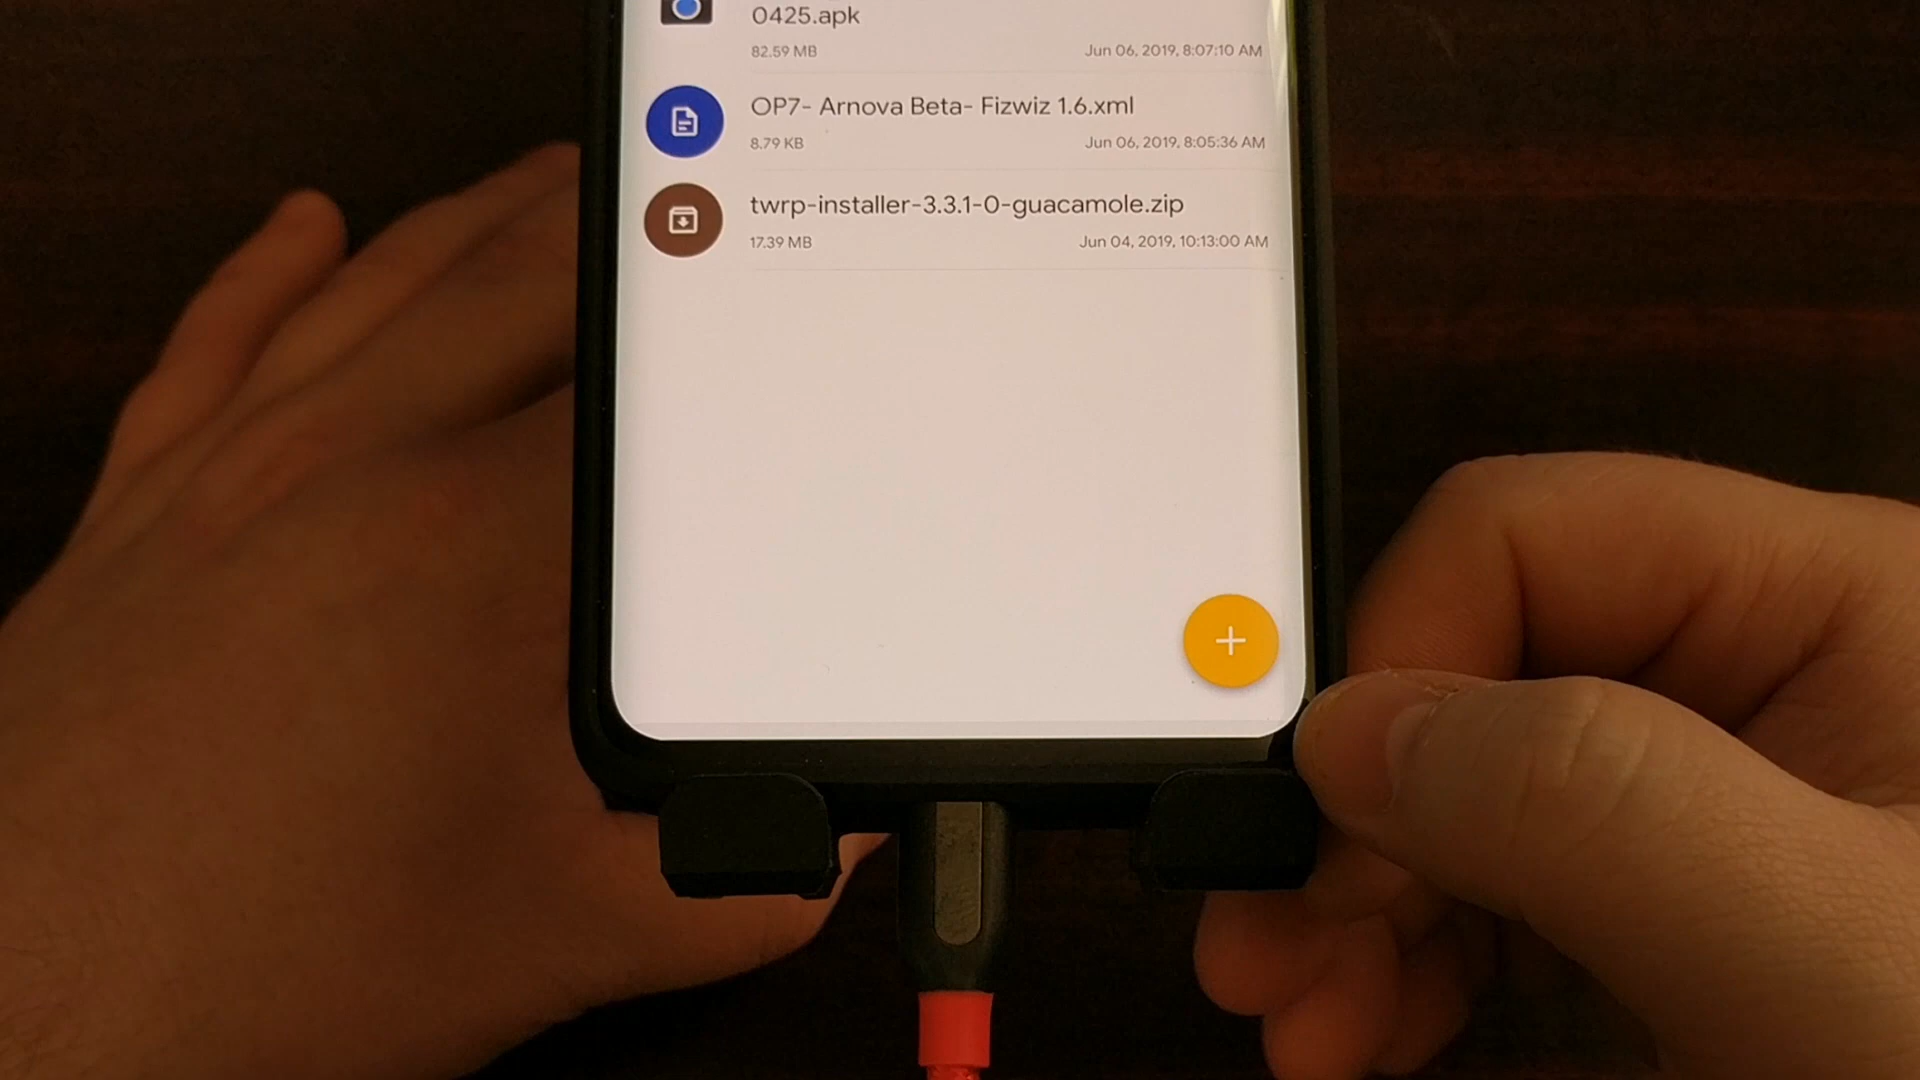 0425.apk
82.59 MB Jun 06, 2019, 8:07:10 AM
OP7- Arnova Beta- Fizwiz 1.6.xml
8.79 KB Jun 06, 2019, 8:05:36 AM
twrp-installer-3.3.1-0-guacamole.zip
17.39 MB Jun 04, 2019, 10:13:00 AM